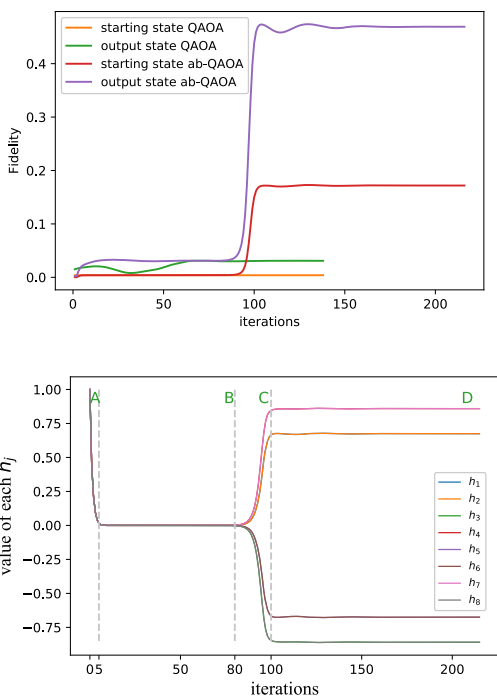 starting state QAOA
output state QAOA
starting state ab-QAOA
output state ab-QAOA
Fidelity
0.4
0.3
0.2
0.1
0.0
0 50 100 150 200
iterations
A B C D
value of each h_j
1.00
0.75
0.50
0.25
0.00
−0.25
−0.50
−0.75
h_1
h_2
h_3
h_4
h_5
h_6
h_7
h_8
0 5 50 80 100 150 200
iterations